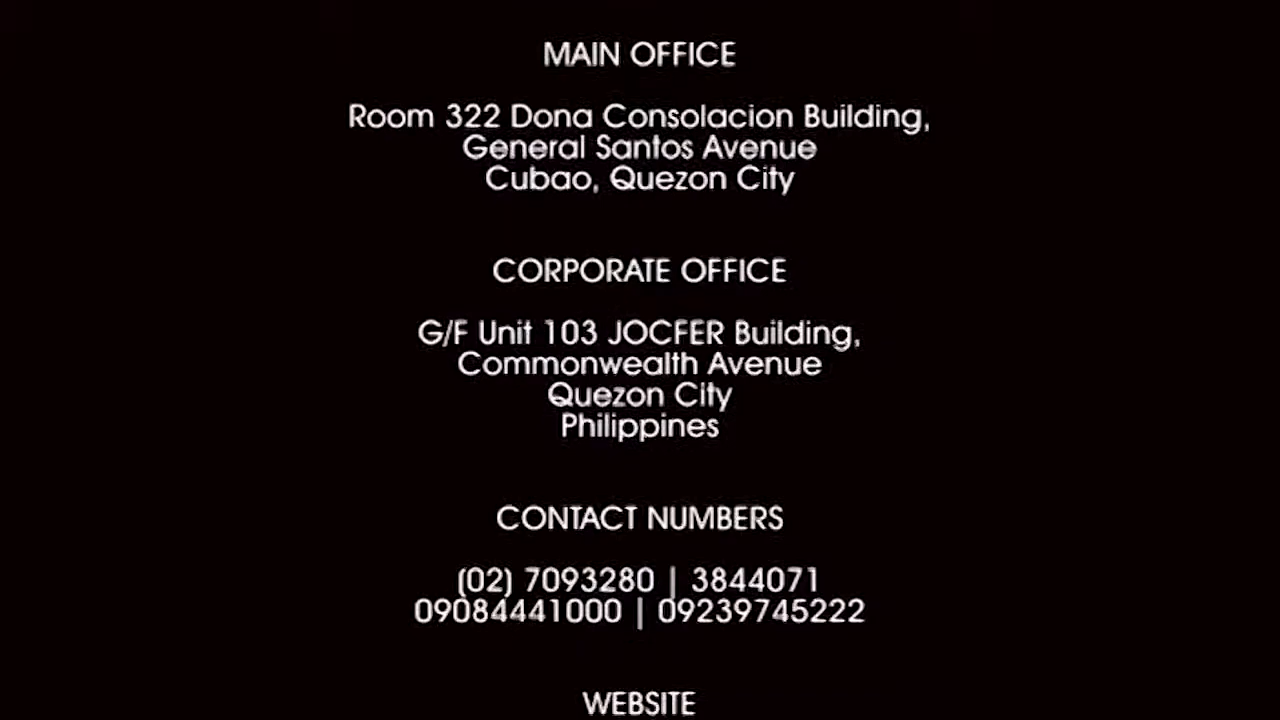 MAIN OFFICE
Room 322 Dona Consolacion Building,
General Santos Avenue
Cubao, Quezon City
CORPORATE OFFICE
G/F Unit 103 JOCFER Building,
Commonwealth Avenue
Quezon City
Philippines
CONTACT NUMBERS
(02) 7093280 | 3844071
09084441000 | 09239745222
WEBSITE